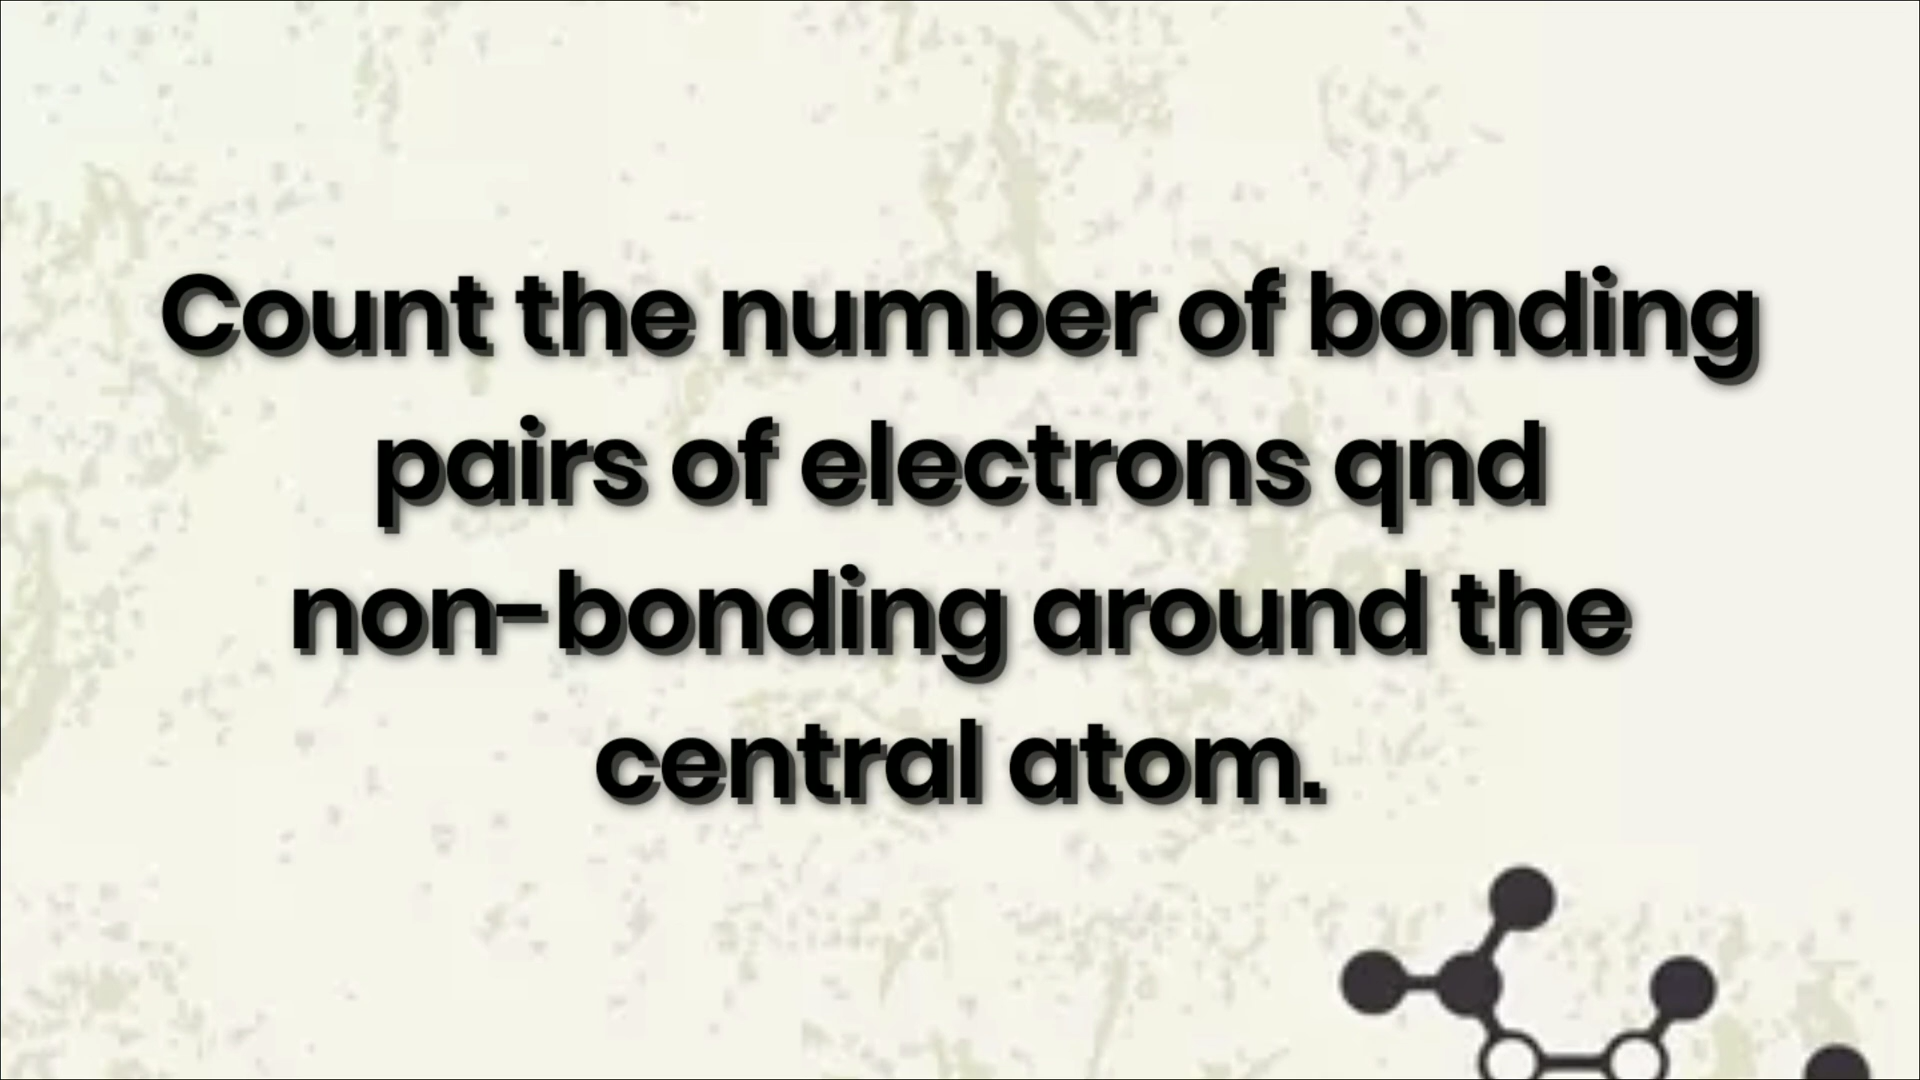 Count the number of bonding
pairs of electrons qnd
non-bonding around the
central atom.